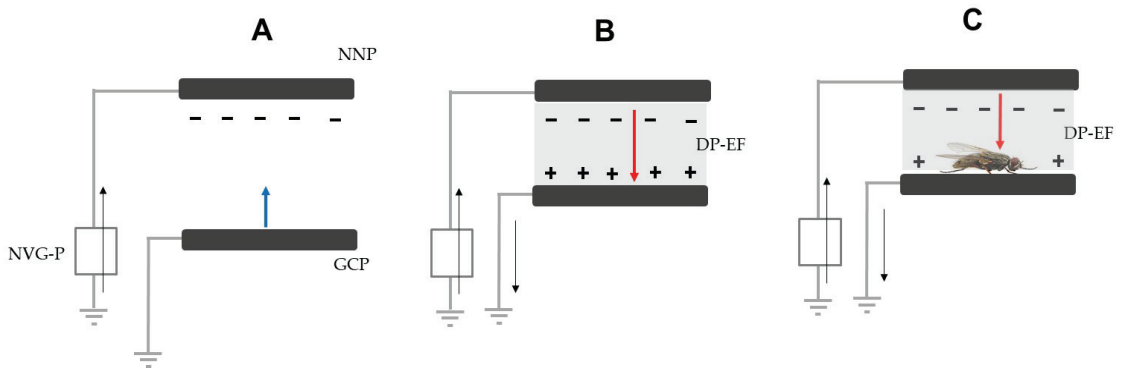 A
NNP
NVG-P
GCP
B
DP-EF
C
DP-EF